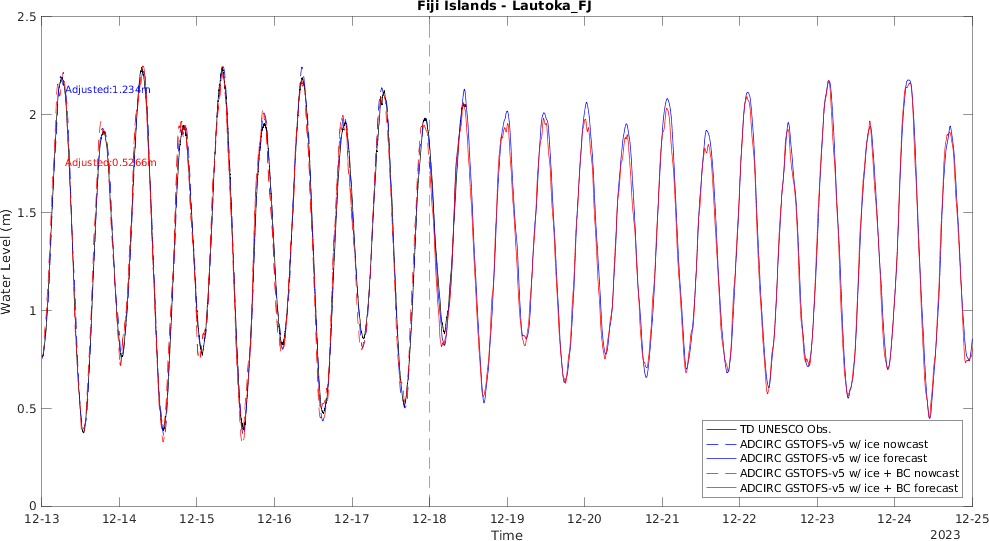 Fiji Islands - Lautoka_FJ
2.5
2
1.5
1
0.5
0
Water Level (m)
Adjusted:1.234m
Adjusted:0.5266m
TD UNESCO Obs.
ADCIRC GSTOFS-v5 w/ ice nowcast
ADCIRC GSTOFS-v5 w/ ice forecast
ADCIRC GSTOFS-v5 w/ ice + BC nowcast
ADCIRC GSTOFS-v5 w/ ice + BC forecast
12-13 12-14 12-15 12-16 12-17 12-18 12-19 12-20 12-21 12-22 12-23 12-24 12-25
Time
2023